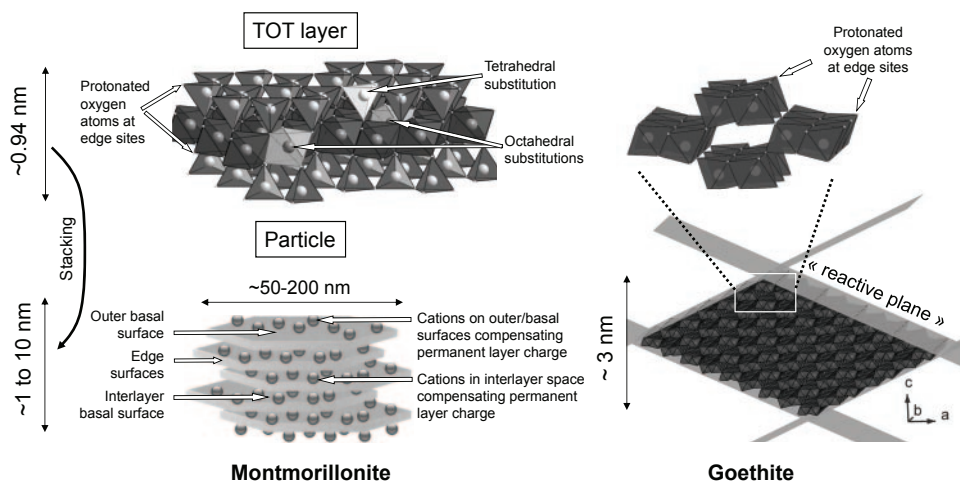 TOT layer
Protonated
oxygen
atoms at
edge sites
Tetrahedral
substitution
Octahedral
substitutions
~0.94 nm
Stacking
Particle
~50-200 nm
~1 to 10 nm
Outer basal
surface
Edge
surfaces
Interlayer
basal surface
Cations on outer/basal
surfaces compensating
permanent layer charge
Cations in interlayer space
compensating permanent
layer charge
Montmorillonite
Protonated
oxygen atoms
at edge sites
« reactive plane »
~ 3 nm
c
b
a
Goethite